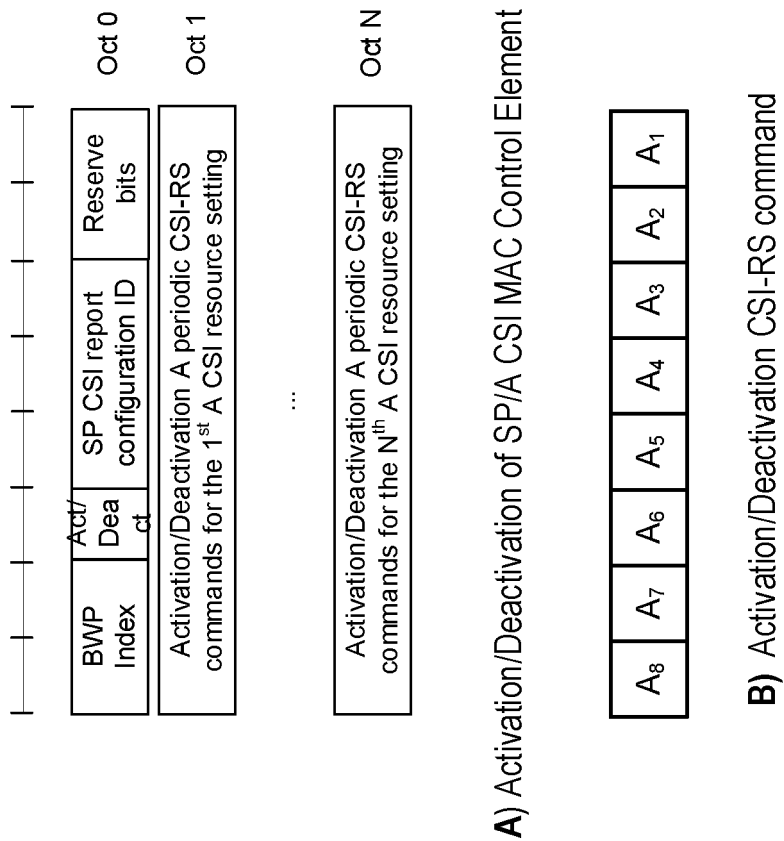 BWP
Index
Act/
Dea
ct
SP CSI report
configuration ID
Reserve
bits
Oct 0
Activation/Deactivation A periodic CSI-RS
commands for the 1st A CSI resource setting
Oct 1
...
Activation/Deactivation A periodic CSI-RS
commands for the Nth A CSI resource setting
Oct N
A) Activation/Deactivation of SP/A CSI MAC Control Element
A8 A7 A6 A5 A4 A3 A2 A1
B) Activation/Deactivation CSI-RS command